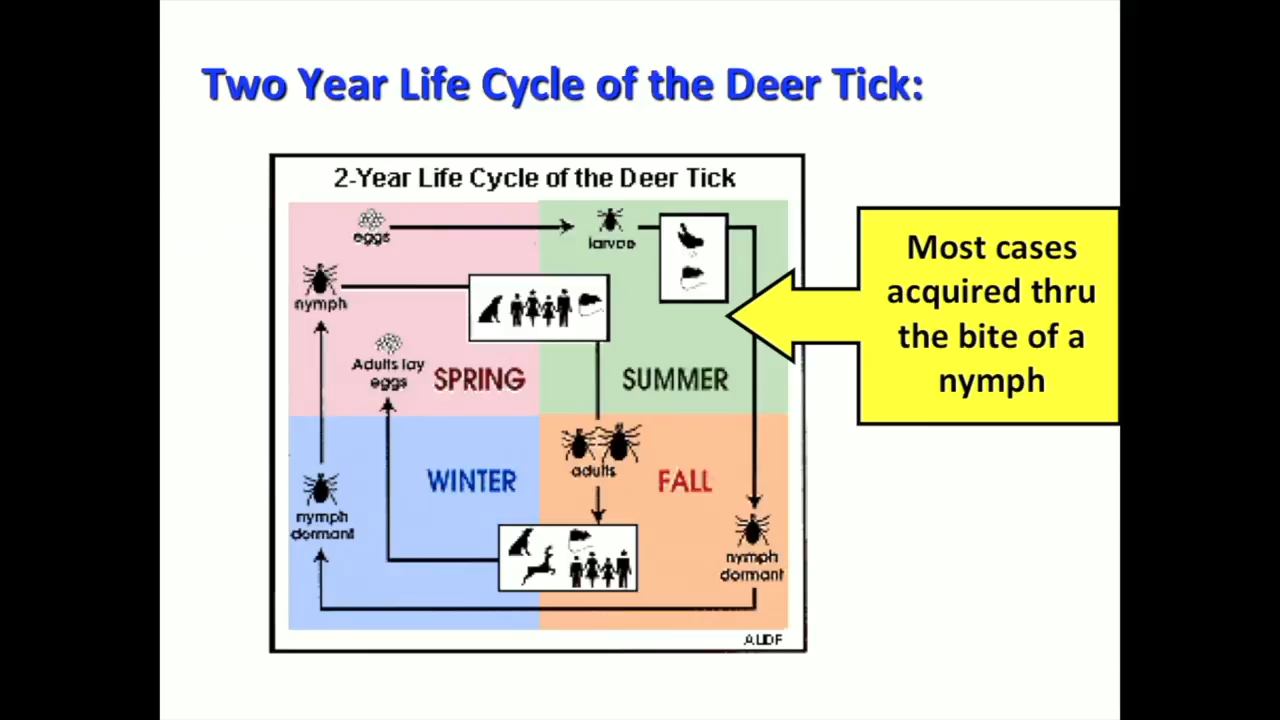 Two Year Life Cycle of the Deer Tick:
2-Year Life Cycle of the Deer Tick
eggs
larvae
nymph
Adults lay
eggs
SPRING
SUMMER
Most cases
acquired thru
the bite of a
nymph
WINTER
adults
FALL
nymph
dormant
nymph
dormant
ALDF